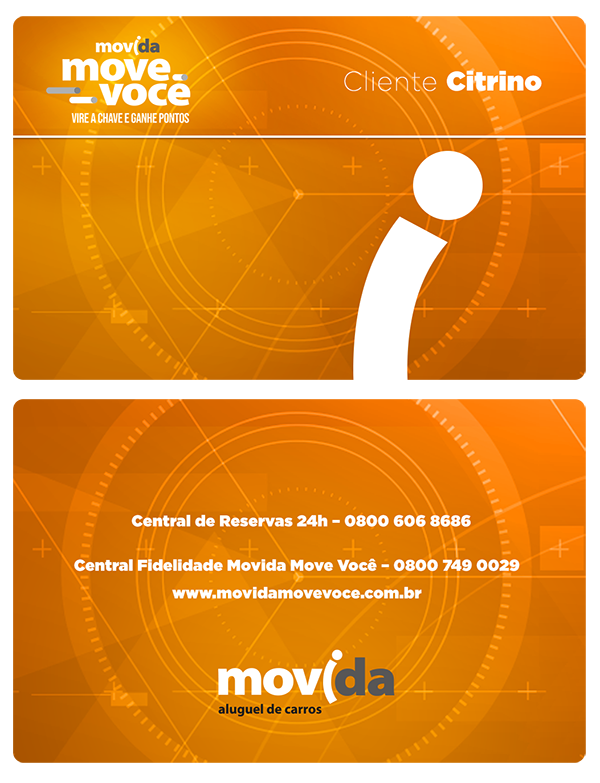 movida
move
você
VIRE A CHAVE E GANHE PONTOS
Cliente Citrino
Central de Reservas 24h – 0800 606 8686
Central Fidelidade Movida Move Você – 0800 749 0029
www.movidamovevoce.com.br
movida
aluguel de carros